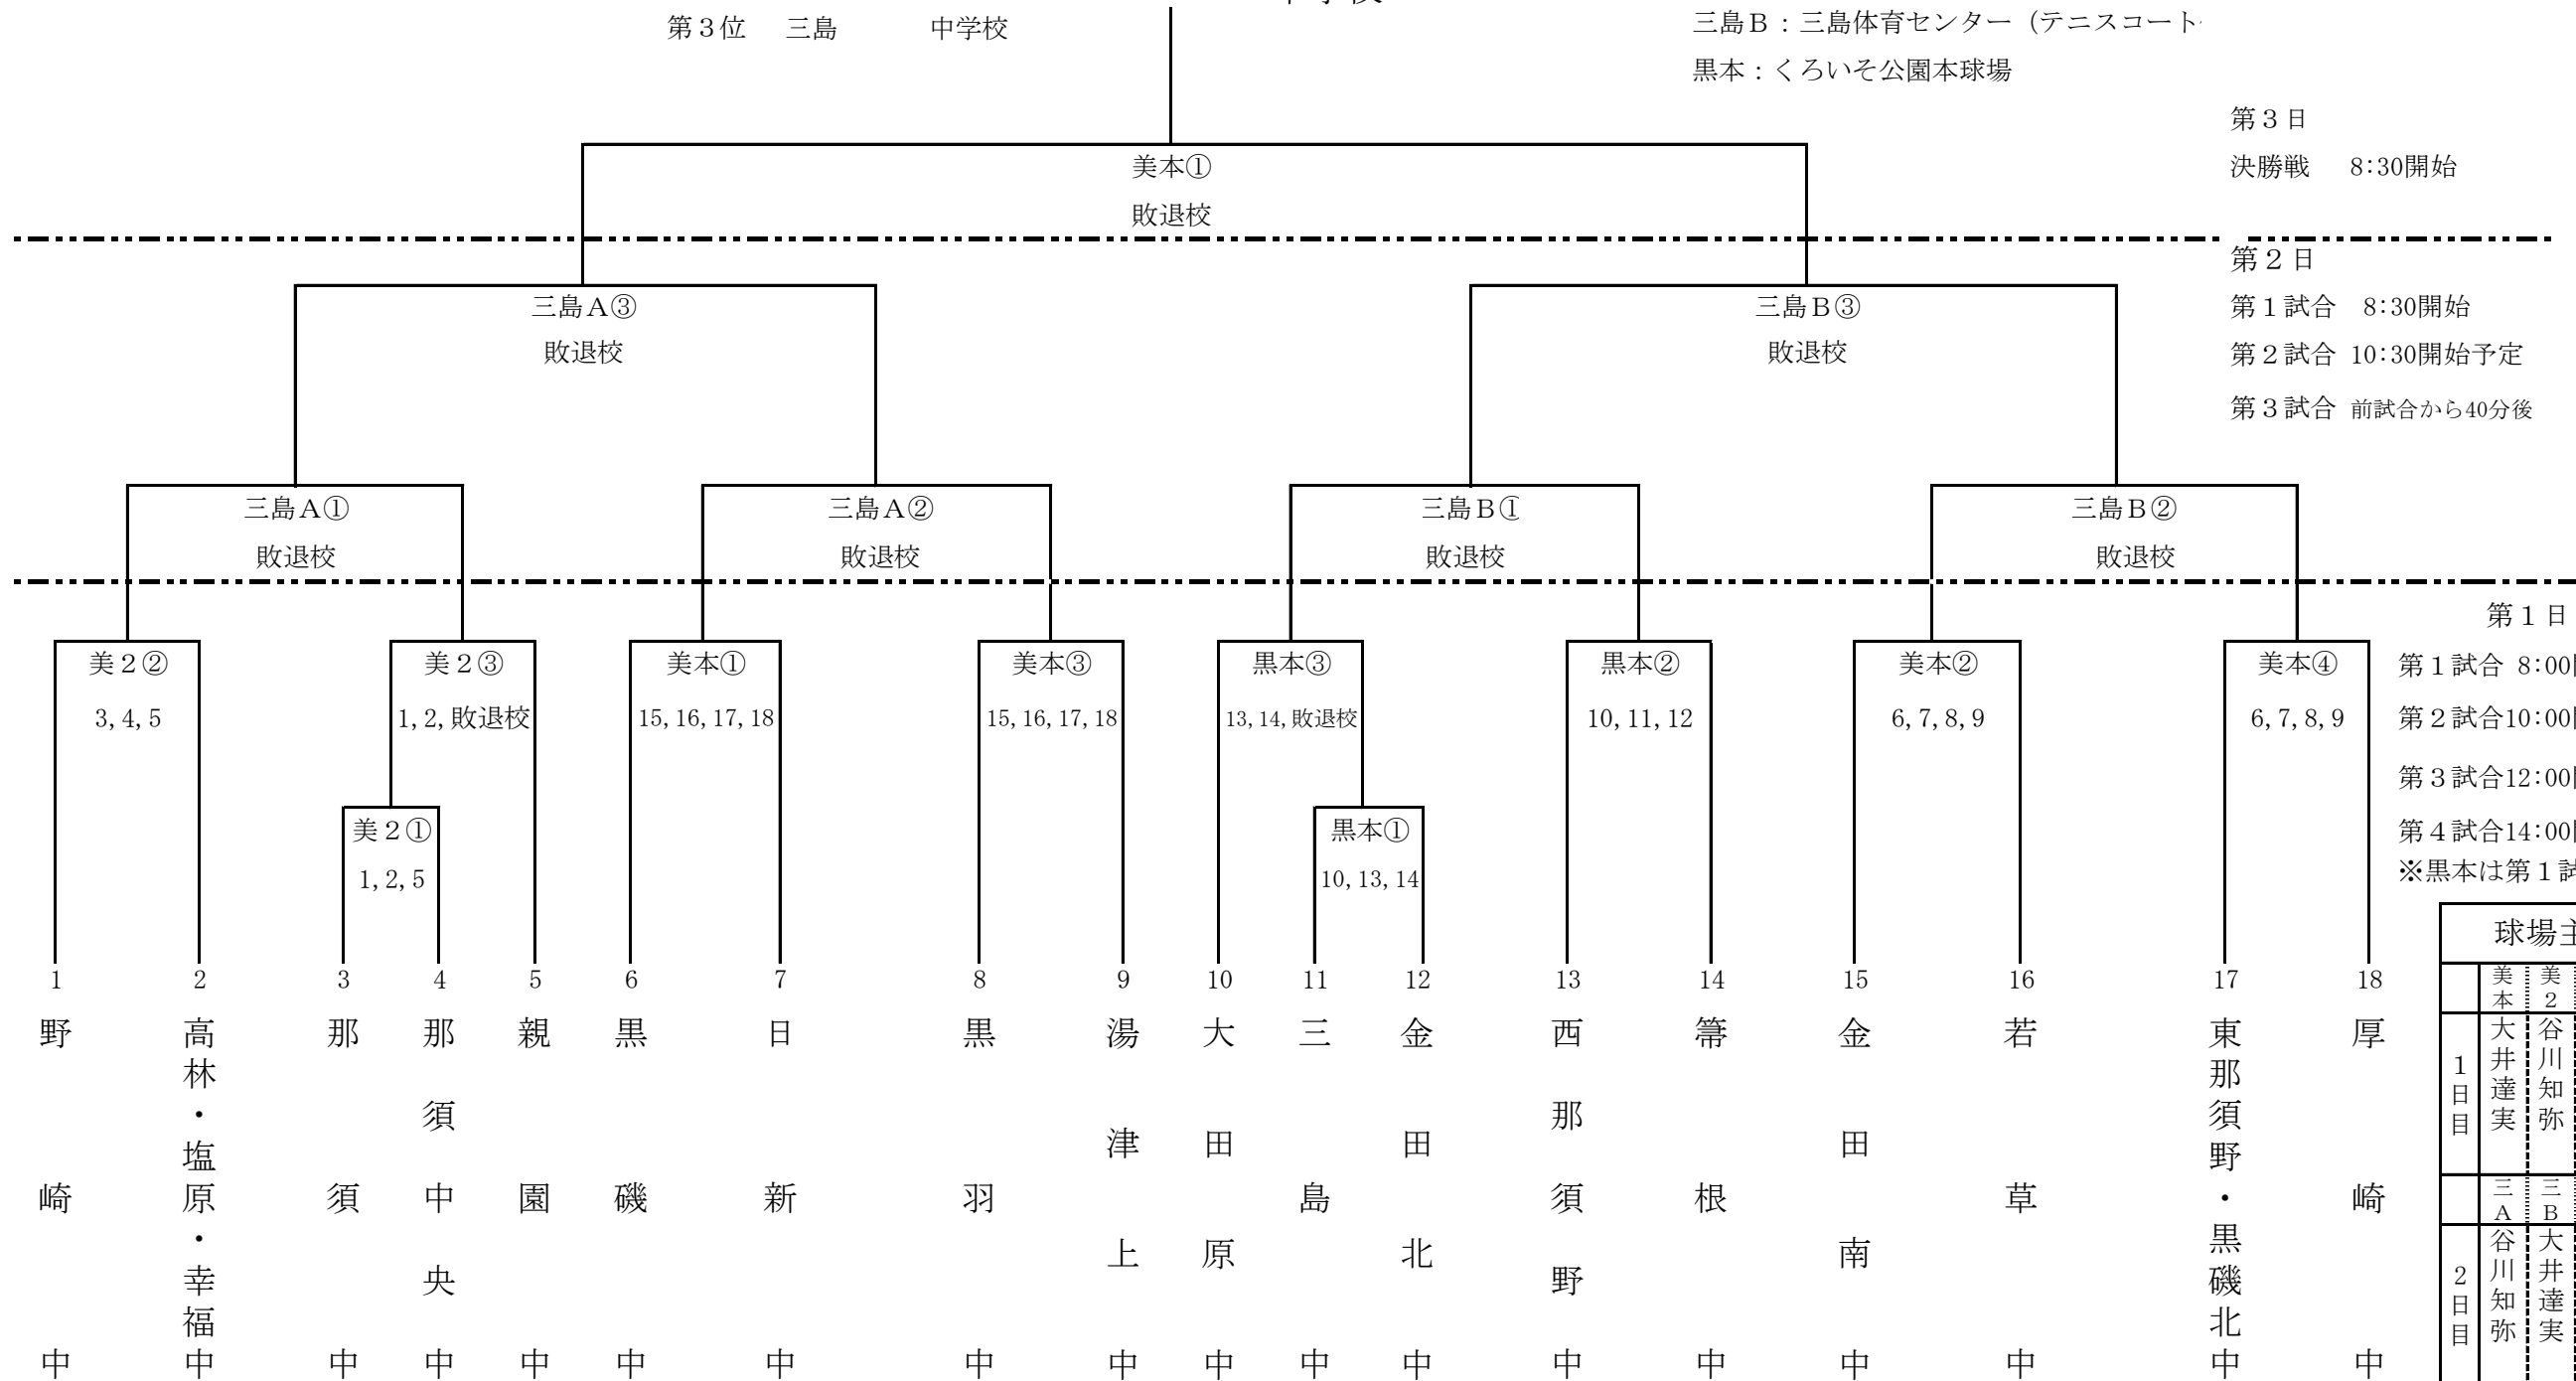 第３位 三島 中学校
三島Ｂ：三島体育センター（テニスコート
黒本：くろいそ公園本球場
第３日
美本①
決勝戦 8:30開始
敗退校
第２日
三島Ａ③ 三島Ｂ③
第１試合 8:30開始
敗退校 敗退校
第２試合 10:30開始予定
第３試合 前試合から40分後
三島Ａ① 三島Ａ② 三島Ｂ① 三島Ｂ②
敗退校 敗退校 敗退校 敗退校
第１日
美２② 美２③ 美本① 美本③ 黒本③ 黒本② 美本② 美本④
第１試合 8:00
3,4,5 1,2,敗退校 15,16,17,18 15,16,17,18 13,14,敗退校 10,11,12 6,7,8,9 6,7,8,9
第２試合10:00
第３試合12:00
美２① 黒本①
第４試合14:00
1,2,5 10,13,14
※黒本は第１
球場
1 2 3 4 5 6 7 8 9 10 11 12 13 14 15 16 17 18
野崎中
高林・塩原・幸福中
那須中
那須中央中
親園中
黒磯中
日新中
黒羽中
湯津上中
大田原中
三島中
金田北中
西那須野中
箒根中
金田南中
若草中
東那須野・黒磯北中
厚崎中
美本 美２
１日目 大井達実 谷川知弥
三Ａ 三Ｂ
２日目 谷川知弥 大井達実